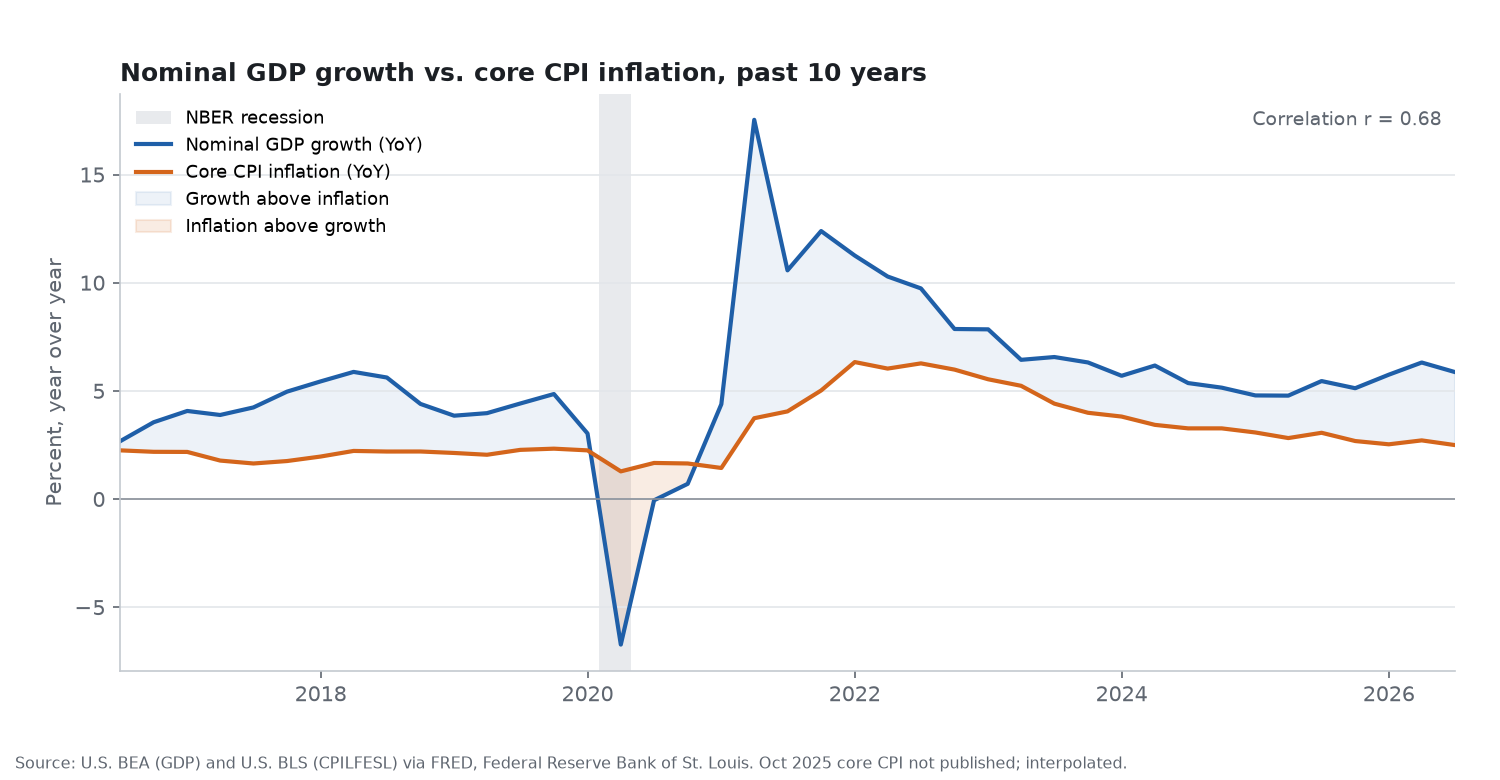 Nominal GDP growth vs. core CPI inflation, past 10 years
NBER recession
Nominal GDP growth (YoY)
Core CPI inflation (YoY)
Growth above inflation
Inflation above growth
Correlation r = 0.68
Percent, year over year
15
10
5
0
−5
2018
2020
2022
2024
2026
Source: U.S. BEA (GDP) and U.S. BLS (CPILFESL) via FRED, Federal Reserve Bank of St. Louis. Oct 2025 core CPI not published; interpolated.